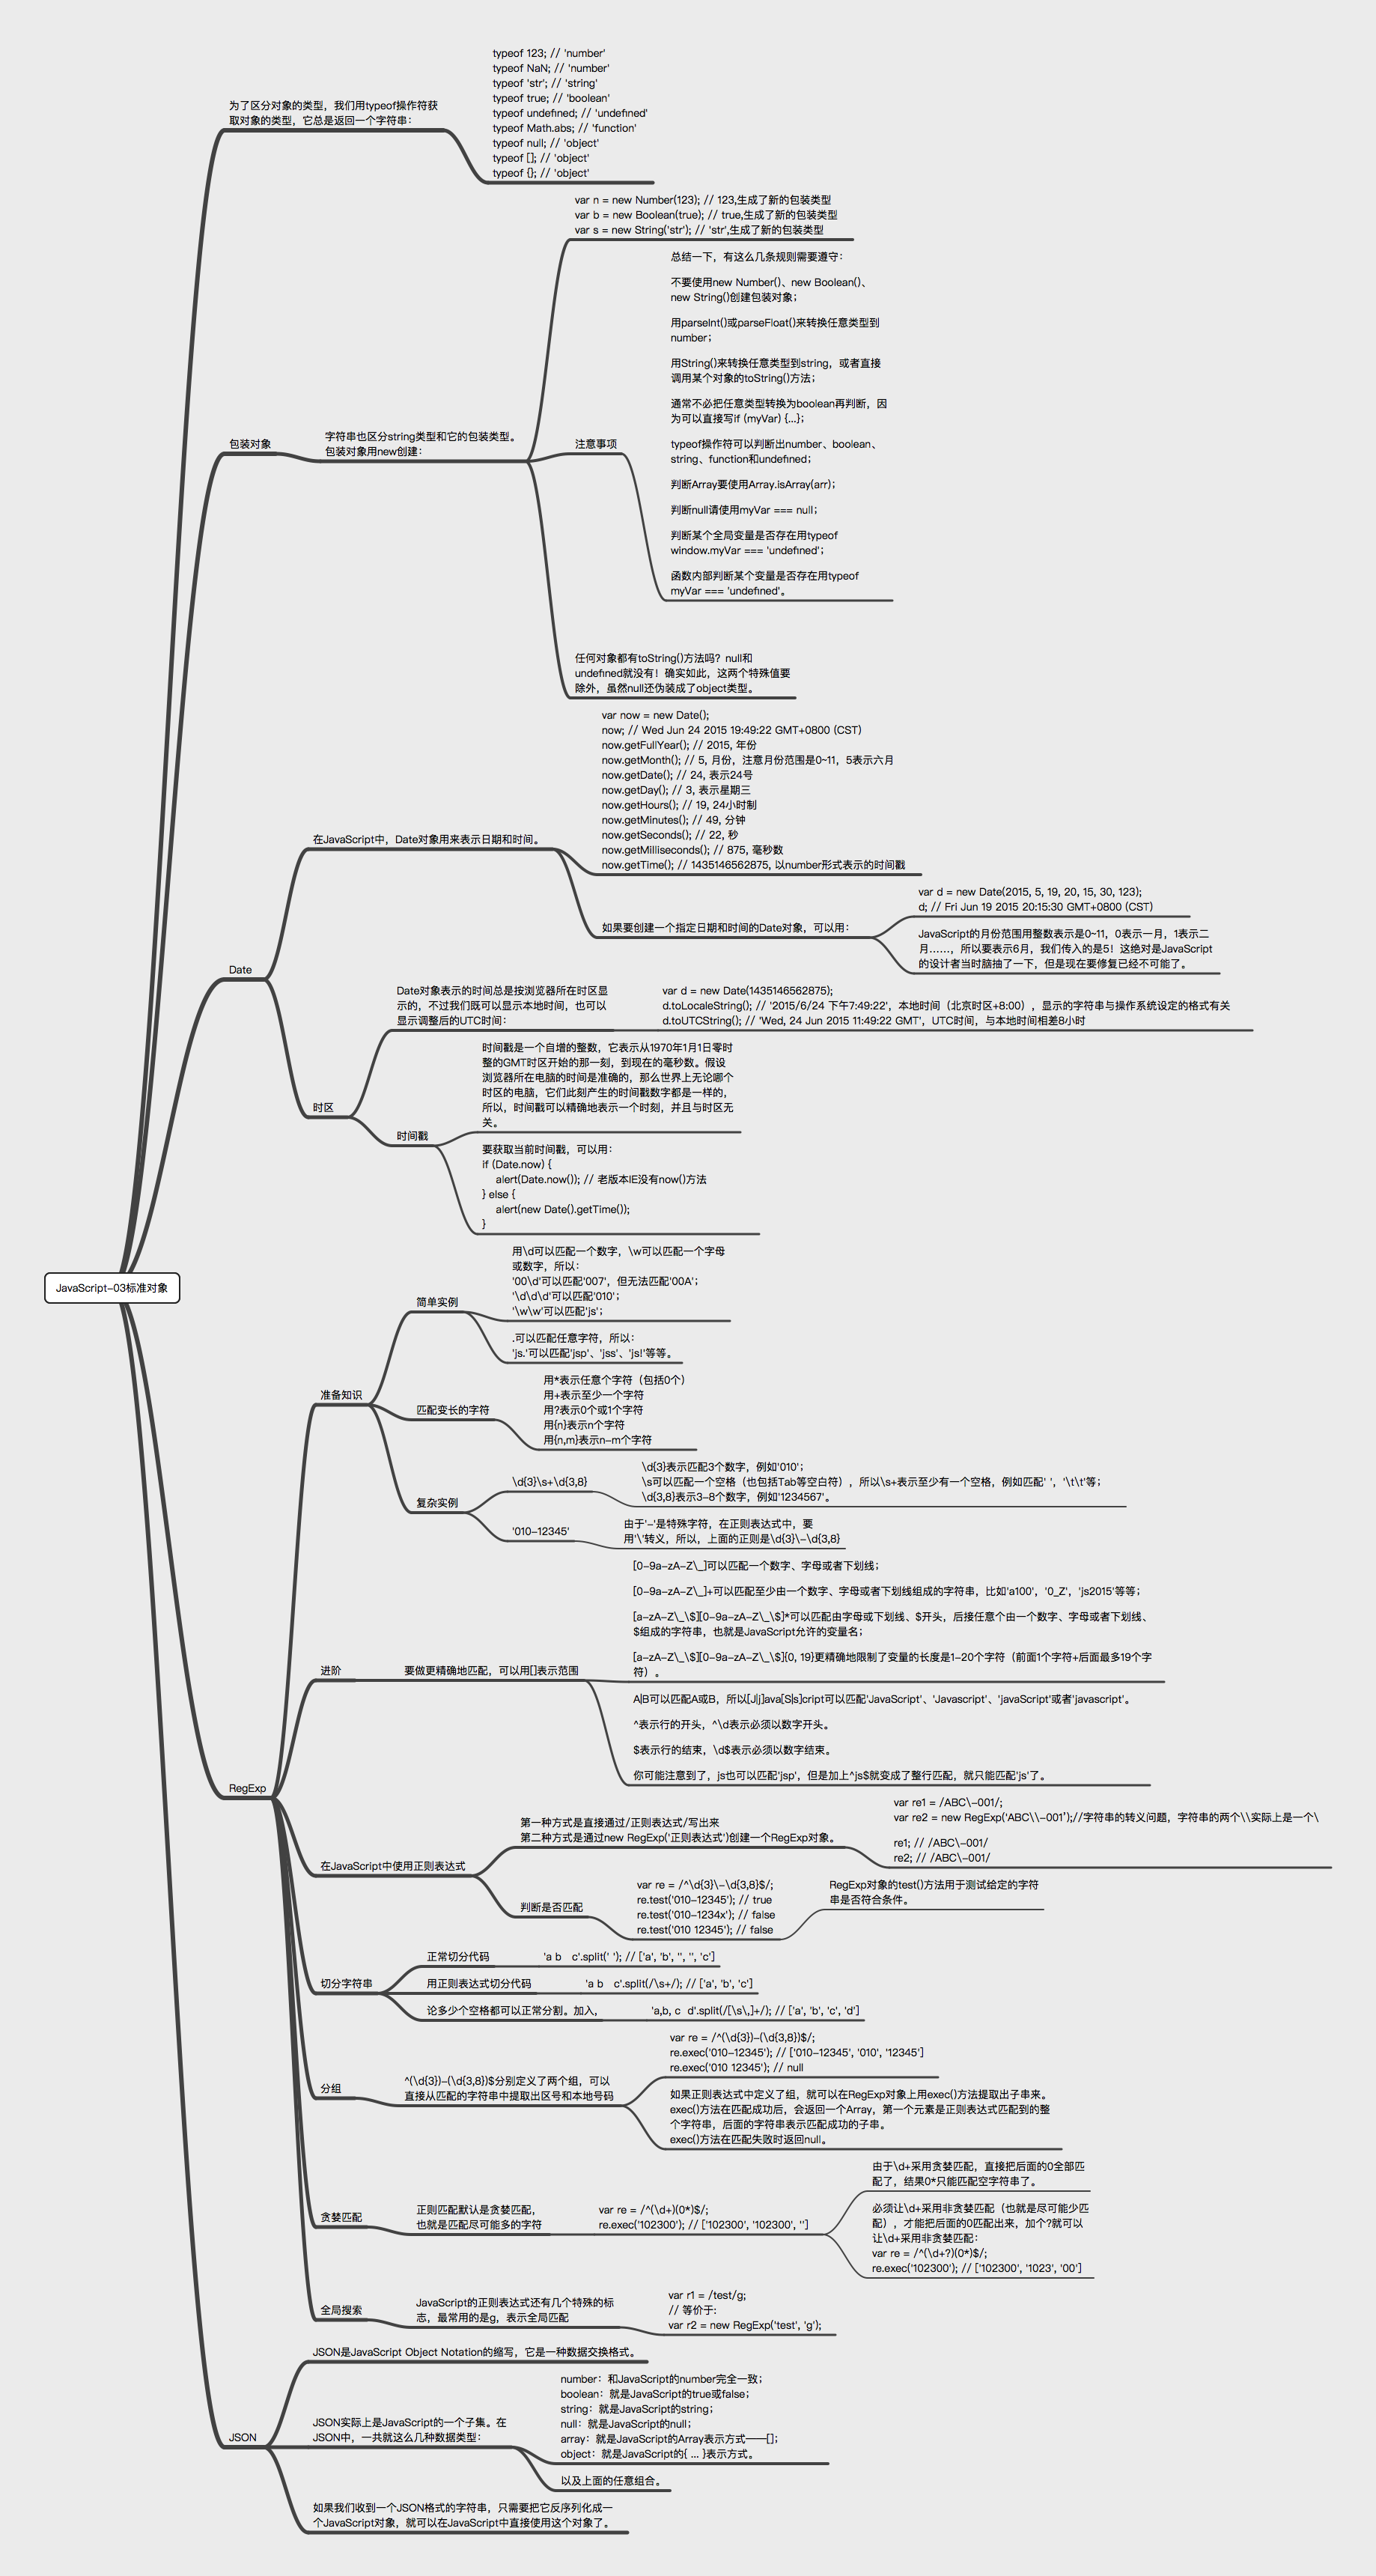 typeof 123; // 'number'
typeof NaN; // 'number'
typeof 'str'; // 'string'
typeof true; // 'boolean'
typeof undefined; // 'undefined'
typeof Math.abs; // 'function'
typeof null; // 'object'
typeof []; // 'object'
typeof {}; // 'object'
为了区分对象的类型，我们用typeof操作符获
取对象的类型，它总是返回一个字符串：
var n = new Number(123); // 123,生成了新的包装类型
var b = new Boolean(true); // true,生成了新的包装类型
var s = new String('str'); // 'str',生成了新的包装类型
总结一下，有这么几条规则需要遵守：
不要使用new Number()、new Boolean()、
new String()创建包装对象；
用parseInt()或parseFloat()来转换任意类型到
number；
用String()来转换任意类型到string，或者直接
调用某个对象的toString()方法；
通常不必把任意类型转换为boolean再判断，因
为可以直接写if (myVar) {...}；
typeof操作符可以判断出number、boolean、
string、function和undefined；
判断Array要使用Array.isArray(arr)；
判断null请使用myVar === null；
判断某个全局变量是否存在用typeof
window.myVar === 'undefined'；
函数内部判断某个变量是否存在用typeof
myVar === 'undefined'。
包装对象
字符串也区分string类型和它的包装类型。
包装对象用new创建：
注意事项
任何对象都有toString()方法吗？null和
undefined就没有！确实如此，这两个特殊值要
除外，虽然null还伪装成了object类型。
var now = new Date();
now; // Wed Jun 24 2015 19:49:22 GMT+0800 (CST)
now.getFullYear(); // 2015, 年份
now.getMonth(); // 5, 月份，注意月份范围是0~11，5表示六月
now.getDate(); // 24, 表示24号
now.getDay(); // 3, 表示星期三
now.getHours(); // 19, 24小时制
now.getMinutes(); // 49, 分钟
now.getSeconds(); // 22, 秒
now.getMilliseconds(); // 875, 毫秒数
now.getTime(); // 1435146562875, 以number形式表示的时间戳
在JavaScript中，Date对象用来表示日期和时间。
如果要创建一个指定日期和时间的Date对象，可以用：
var d = new Date(2015, 5, 19, 20, 15, 30, 123);
d; // Fri Jun 19 2015 20:15:30 GMT+0800 (CST)
JavaScript的月份范围用整数表示是0~11，0表示一月，1表示二
月……，所以要表示6月，我们传入的是5！这绝对是JavaScript
的设计者当时脑抽了一下，但是现在要修复已经不可能了。
Date
Date对象表示的时间总是按浏览器所在时区显
示的，不过我们既可以显示本地时间，也可以
显示调整后的UTC时间：
var d = new Date(1435146562875);
d.toLocaleString(); // '2015/6/24 下午7:49:22'，本地时间（北京时区+8:00），显示的字符串与操作系统设定的格式有关
d.toUTCString(); // 'Wed, 24 Jun 2015 11:49:22 GMT'，UTC时间，与本地时间相差8小时
时区
时间戳
时间戳是一个自增的整数，它表示从1970年1月1日零时
整的GMT时区开始的那一刻，到现在的毫秒数。假设
浏览器所在电脑的时间是准确的，那么世界上无论哪个
时区的电脑，它们此刻产生的时间戳数字都是一样的，
所以，时间戳可以精确地表示一个时刻，并且与时区无
关。
要获取当前时间戳，可以用：
if (Date.now) {
    alert(Date.now()); // 老版本IE没有now()方法
} else {
    alert(new Date().getTime());
}
JavaScript-03标准对象
用\d可以匹配一个数字，\w可以匹配一个字母
或数字，所以：
'00\d'可以匹配'007'，但无法匹配'00A'；
'\d\d\d'可以匹配'010'；
'\w\w'可以匹配'js'；
简单实例
.可以匹配任意字符，所以：
'js.'可以匹配'jsp'、'jss'、'js!'等等。
准备知识
匹配变长的字符
用*表示任意个字符（包括0个）
用+表示至少一个字符
用?表示0个或1个字符
用{n}表示n个字符
用{n,m}表示n-m个字符
复杂实例
\d{3}\s+\d{3,8}
\d{3}表示匹配3个数字，例如'010'；
\s可以匹配一个空格（也包括Tab等空白符），所以\s+表示至少有一个空格，例如匹配' '，'\t\t'等；
\d{3,8}表示3-8个数字，例如'1234567'。
'010-12345'
由于'-'是特殊字符，在正则表达式中，要
用'\'转义，所以，上面的正则是\d{3}\-\d{3,8}
[0-9a-zA-Z\_]可以匹配一个数字、字母或者下划线；
[0-9a-zA-Z\_]+可以匹配至少由一个数字、字母或者下划线组成的字符串，比如'a100'，'0_Z'，'js2015'等等；
[a-zA-Z\_\$][0-9a-zA-Z\_\$]*可以匹配由字母或下划线、$开头，后接任意个由一个数字、字母或者下划线、
$组成的字符串，也就是JavaScript允许的变量名；
[a-zA-Z\_\$][0-9a-zA-Z\_\$]{0, 19}更精确地限制了变量的长度是1-20个字符（前面1个字符+后面最多19个字
符）。
进阶
要做更精确地匹配，可以用[]表示范围
A|B可以匹配A或B，所以[J|j]ava[S|s]cript可以匹配'JavaScript'、'Javascript'、'javaScript'或者'javascript'。
^表示行的开头，^\d表示必须以数字开头。
$表示行的结束，\d$表示必须以数字结束。
你可能注意到了，js也可以匹配'jsp'，但是加上^js$就变成了整行匹配，就只能匹配'js'了。
RegExp
第一种方式是直接通过/正则表达式/写出来
第二种方式是通过new RegExp('正则表达式')创建一个RegExp对象。
var re1 = /ABC\-001/;
var re2 = new RegExp('ABC\\-001');//字符串的转义问题，字符串的两个\\实际上是一个\
re1; // /ABC\-001/
re2; // /ABC\-001/
在JavaScript中使用正则表达式
判断是否匹配
var re = /^\d{3}\-\d{3,8}$/;
re.test('010-12345'); // true
re.test('010-1234x'); // false
re.test('010 12345'); // false
RegExp对象的test()方法用于测试给定的字符
串是否符合条件。
切分字符串
正常切分代码
'a b   c'.split(' '); // ['a', 'b', '', '', 'c']
用正则表达式切分代码
'a b   c'.split(/\s+/); // ['a', 'b', 'c']
论多少个空格都可以正常分割。加入,
'a,b, c  d'.split(/[\s\,]+/); // ['a', 'b', 'c', 'd']
分组
^(\d{3})-(\d{3,8})$分别定义了两个组，可以
直接从匹配的字符串中提取出区号和本地号码
var re = /^(\d{3})-(\d{3,8})$/;
re.exec('010-12345'); // ['010-12345', '010', '12345']
re.exec('010 12345'); // null
如果正则表达式中定义了组，就可以在RegExp对象上用exec()方法提取出子串来。
exec()方法在匹配成功后，会返回一个Array，第一个元素是正则表达式匹配到的整
个字符串，后面的字符串表示匹配成功的子串。
exec()方法在匹配失败时返回null。
贪婪匹配
正则匹配默认是贪婪匹配，
也就是匹配尽可能多的字符
var re = /^(\d+)(0*)$/;
re.exec('102300'); // ['102300', '102300', '']
由于\d+采用贪婪匹配，直接把后面的0全部匹
配了，结果0*只能匹配空字符串了。
必须让\d+采用非贪婪匹配（也就是尽可能少匹
配），才能把后面的0匹配出来，加个?就可以
让\d+采用非贪婪匹配：
var re = /^(\d+?)(0*)$/;
re.exec('102300'); // ['102300', '1023', '00']
全局搜索
JavaScript的正则表达式还有几个特殊的标
志，最常用的是g，表示全局匹配
var r1 = /test/g;
// 等价于:
var r2 = new RegExp('test', 'g');
JSON是JavaScript Object Notation的缩写，它是一种数据交换格式。
JSON
JSON实际上是JavaScript的一个子集。在
JSON中，一共就这么几种数据类型：
number：和JavaScript的number完全一致；
boolean：就是JavaScript的true或false；
string：就是JavaScript的string；
null：就是JavaScript的null；
array：就是JavaScript的Array表示方式——[]；
object：就是JavaScript的{ ... }表示方式。
以及上面的任意组合。
如果我们收到一个JSON格式的字符串，只需要把它反序列化成一
个JavaScript对象，就可以在JavaScript中直接使用这个对象了。